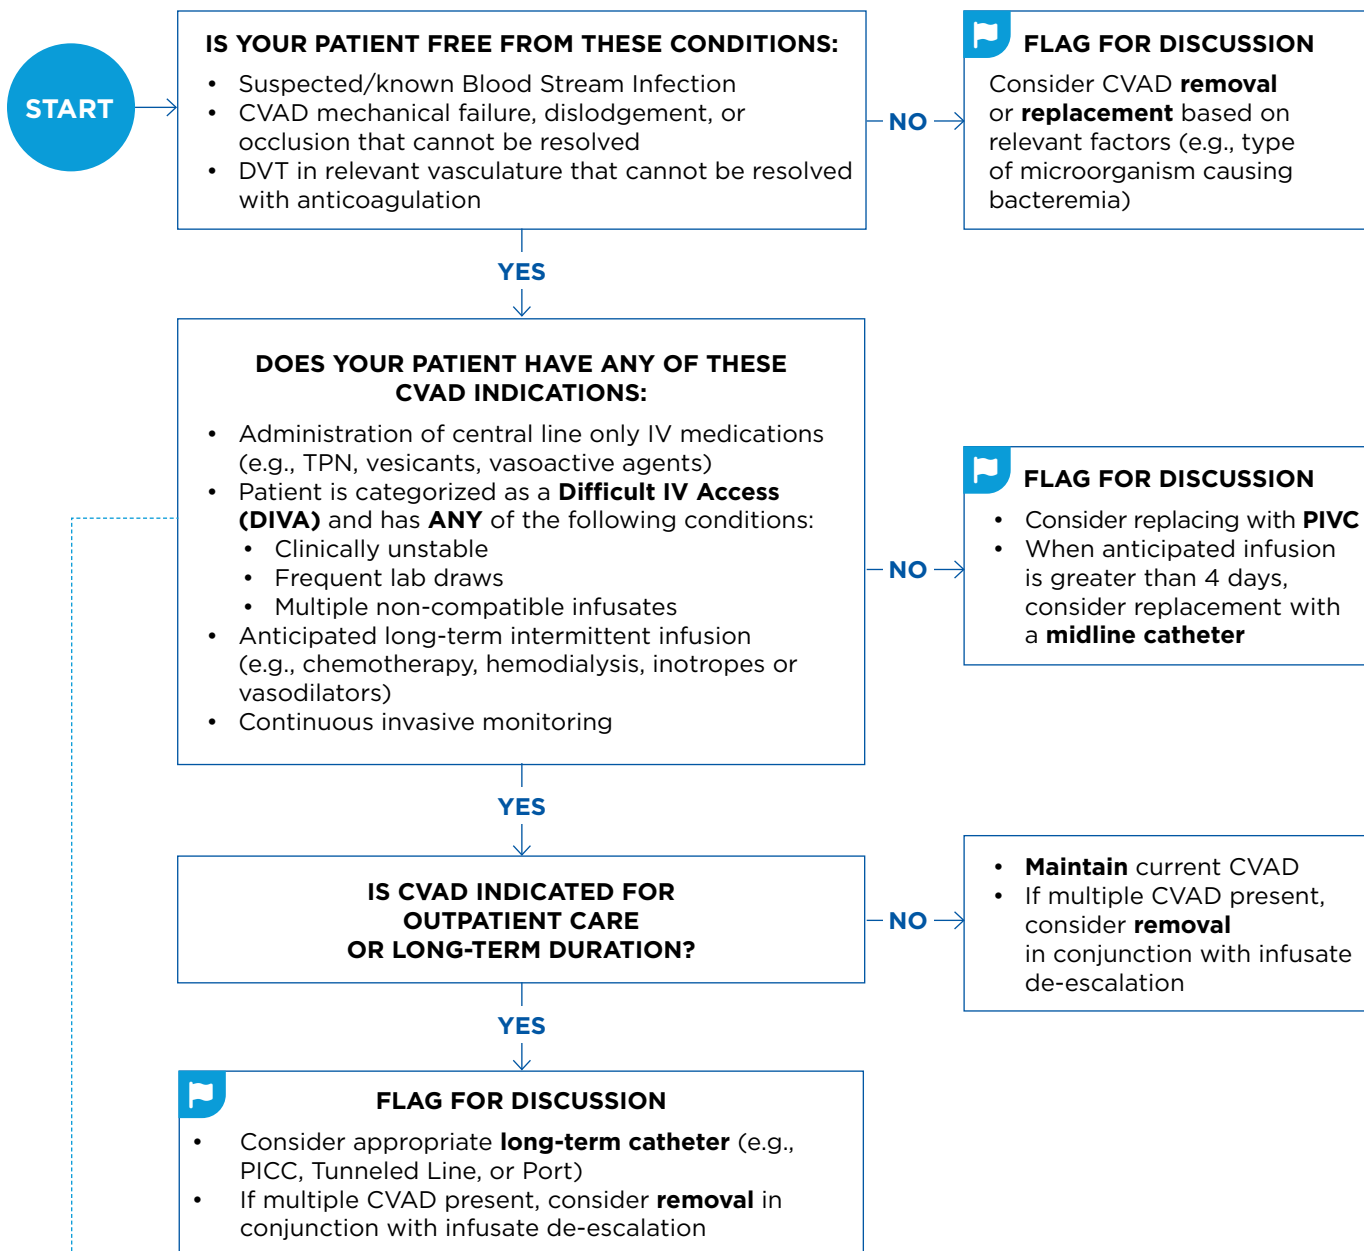 START
IS YOUR PATIENT FREE FROM THESE CONDITIONS:
• Suspected/known Blood Stream Infection
• CVAD mechanical failure, dislodgement, or
occlusion that cannot be resolved
• DVT in relevant vasculature that cannot be resolved
with anticoagulation
NO
FLAG FOR DISCUSSION
Consider CVAD removal
or replacement based on
relevant factors (e.g., type
of microorganism causing
bacteremia)
YES
DOES YOUR PATIENT HAVE ANY OF THESE
CVAD INDICATIONS:
• Administration of central line only IV medications
(e.g., TPN, vesicants, vasoactive agents)
• Patient is categorized as a Difficult IV Access
(DIVA) and has ANY of the following conditions:
• Clinically unstable
• Frequent lab draws
• Multiple non-compatible infusates
• Anticipated long-term intermittent infusion
(e.g., chemotherapy, hemodialysis, inotropes or
vasodilators)
• Continuous invasive monitoring
NO
FLAG FOR DISCUSSION
• Consider replacing with PIVC
• When anticipated infusion
is greater than 4 days,
consider replacement with
a midline catheter
YES
IS CVAD INDICATED FOR
OUTPATIENT CARE
OR LONG-TERM DURATION?
NO
• Maintain current CVAD
• If multiple CVAD present,
consider removal
in conjunction with infusate
de-escalation
YES
FLAG FOR DISCUSSION
• Consider appropriate long-term catheter (e.g.,
PICC, Tunneled Line, or Port)
• If multiple CVAD present, consider removal in
conjunction with infusate de-escalation